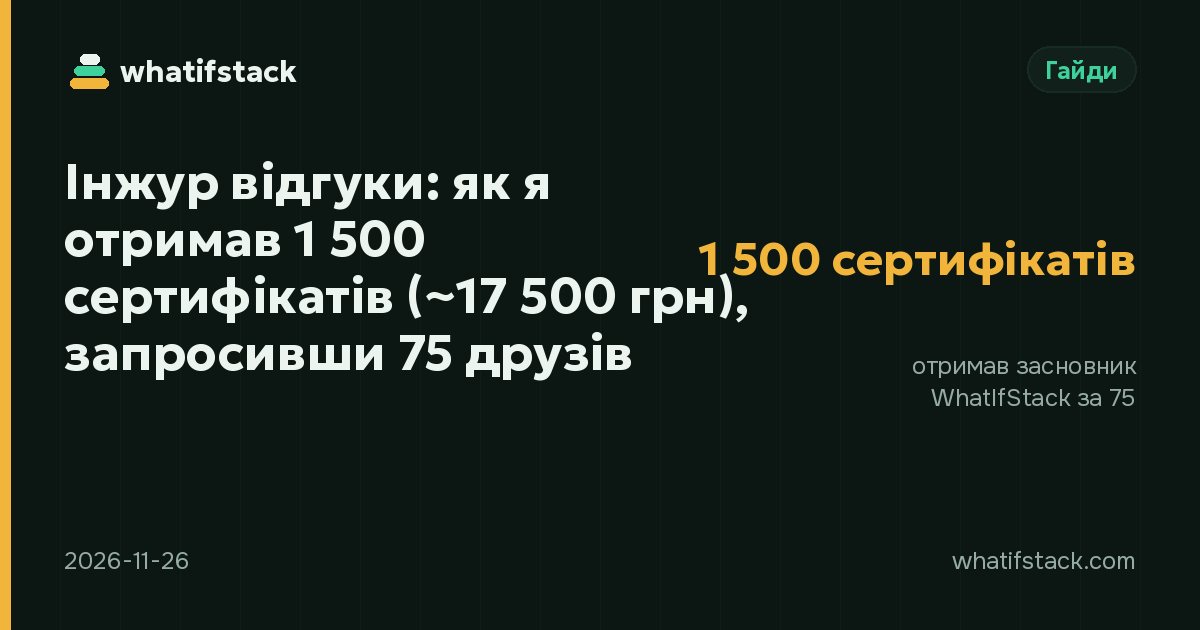 whatifstack
Гайди
Інжур відгуки: як я
отримав 1 500
сертифікатів (~17 500 грн),
запросивши 75 друзів
1 500 сертифікатів
отримав засновник
WhatIfStack за 75
2026-11-26
whatifstack.com